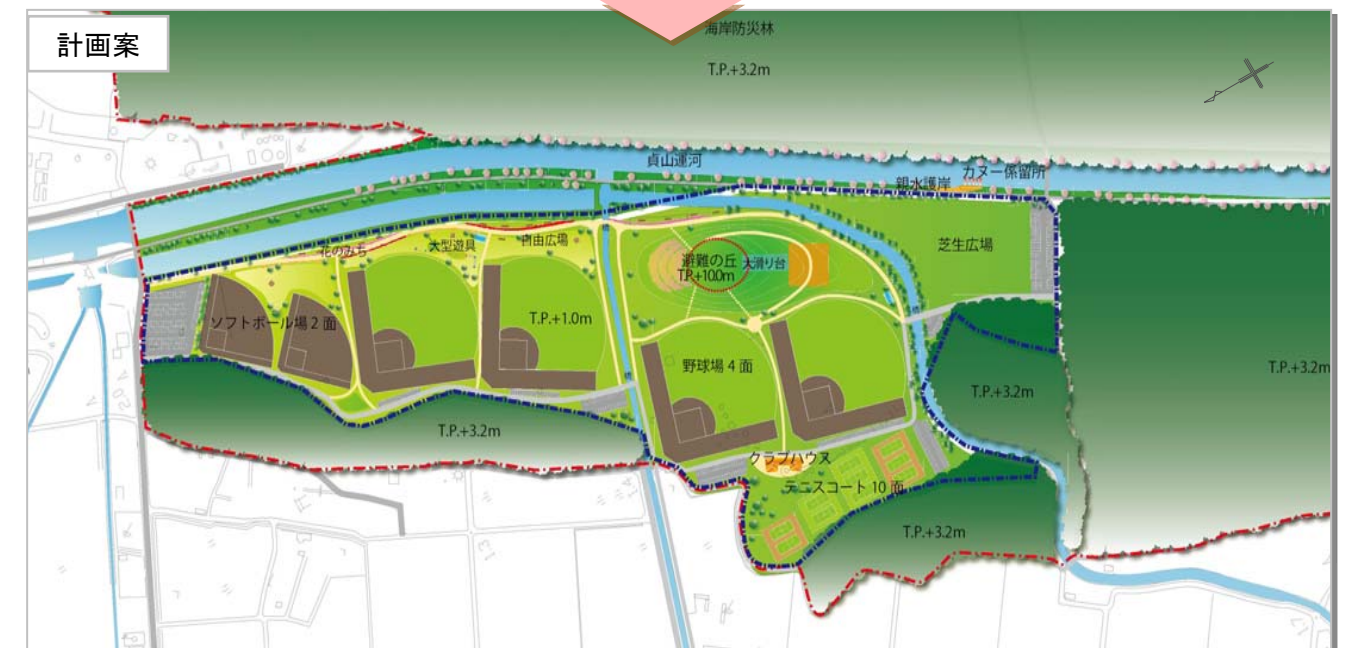 計画案
海岸防災林
T.P.+3.2m
貞山運河
カヌー係留所
親水護岸
花のみち
大型遊具
自由広場
避難の丘
T.P.+10.0m
大滑り台
芝生広場
ソフトボール場2面
T.P.+1.0m
野球場4面
T.P.+3.2m
T.P.+3.2m
T.P.+3.2m
クラブハウス
テニスコート10面
T.P.+3.2m